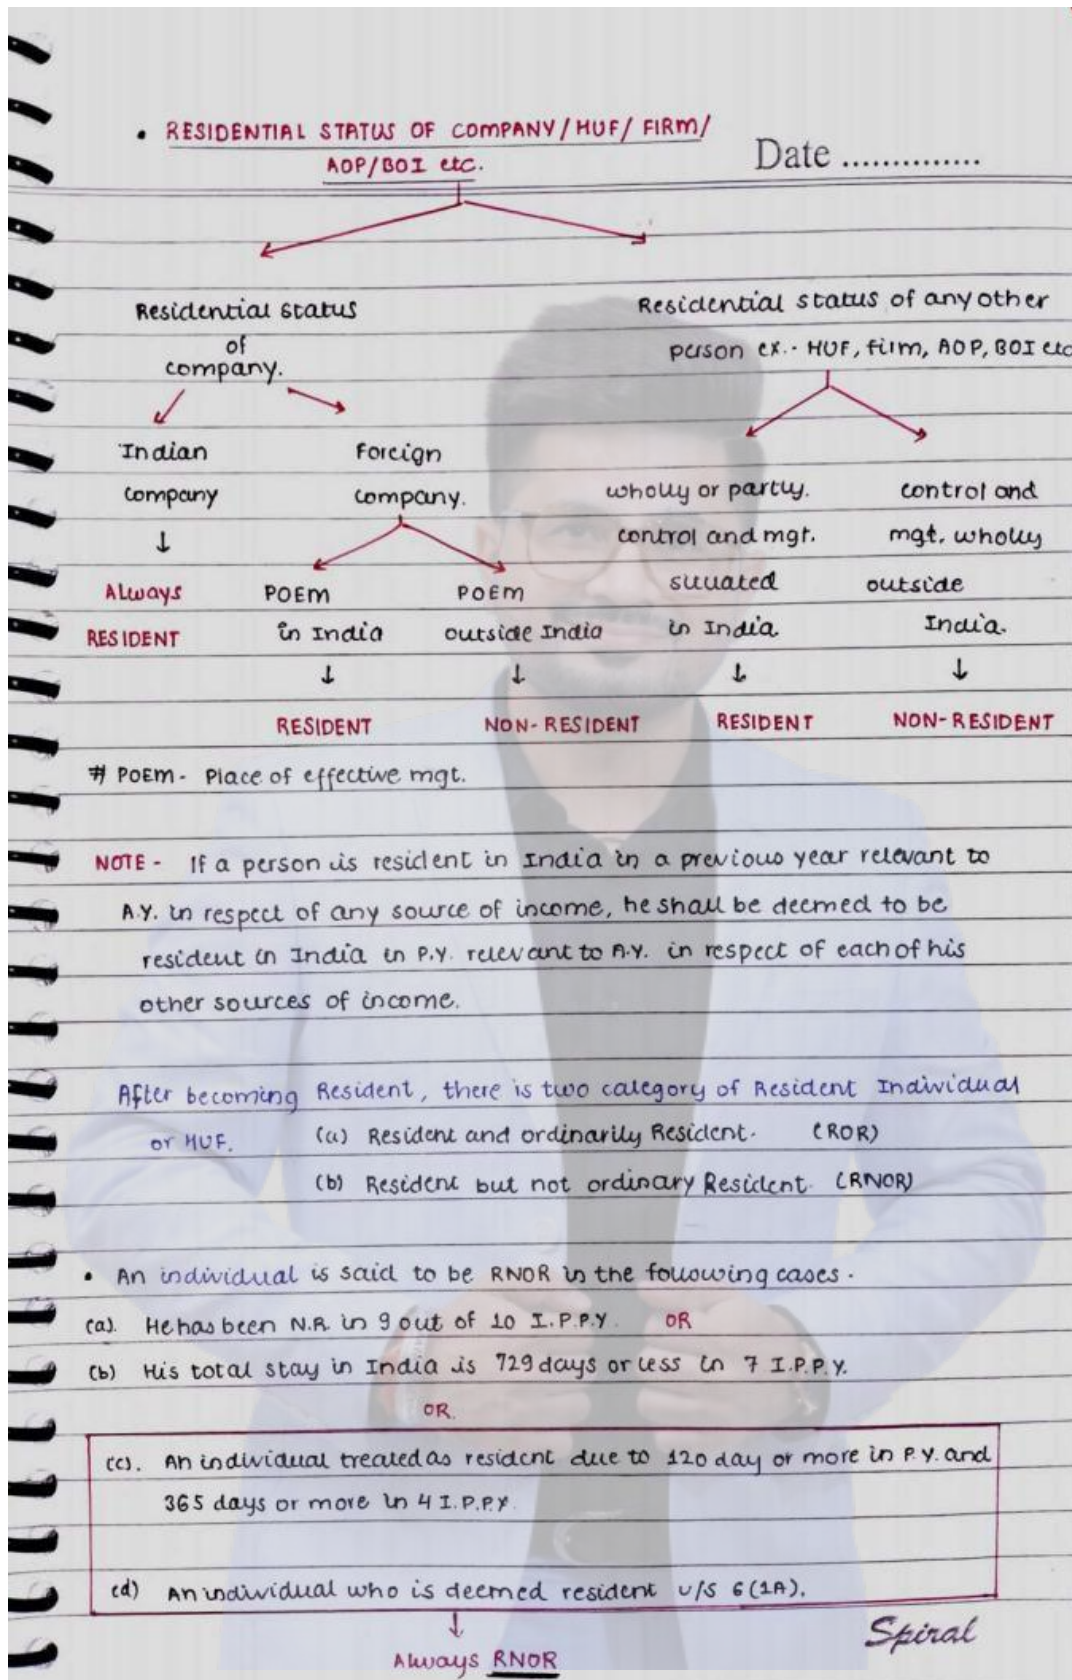 • RESIDENTIAL STATUS OF COMPANY/HUF/FIRM/
AOP/BOI etc.
Date ..............
Residential status
of
company.
Residential status of any other
person ex.- HUF, firm, AOP, BOI etc
Indian
company
↓
Always
RESIDENT
Foreign
company.
POEM
in India
↓
RESIDENT
POEM
outside India
↓
NON-RESIDENT
wholly or partly.
control and mgt.
situated
in India
↓
RESIDENT
control and
mgt. wholly
outside
India.
↓
NON-RESIDENT
# POEM - Place of effective mgt.
NOTE - If a person is resident in India in a previous year relevant to
A.Y. in respect of any source of income, he shall be deemed to be
resident in India in P.Y. relevant to A.Y. in respect of each of his
other sources of income.
After becoming Resident, there is two category of Resident Individual
or HUF. (a) Resident and ordinarily Resident. (ROR)
(b) Resident but not ordinary Resident. (RNOR)
• An individual is said to be RNOR in the following cases.
(a). He has been N.R. in 9 out of 10 I.P.P.Y. OR
(b) His total stay in India is 729 days or less in 7 I.P.P.Y.
OR.
(c). An individual treated as resident due to 120 day or more in P.Y. and
365 days or more in 4 I.P.P.Y.
(d) An individual who is deemed resident u/s 6(1A).
↓
Always RNOR
Spiral